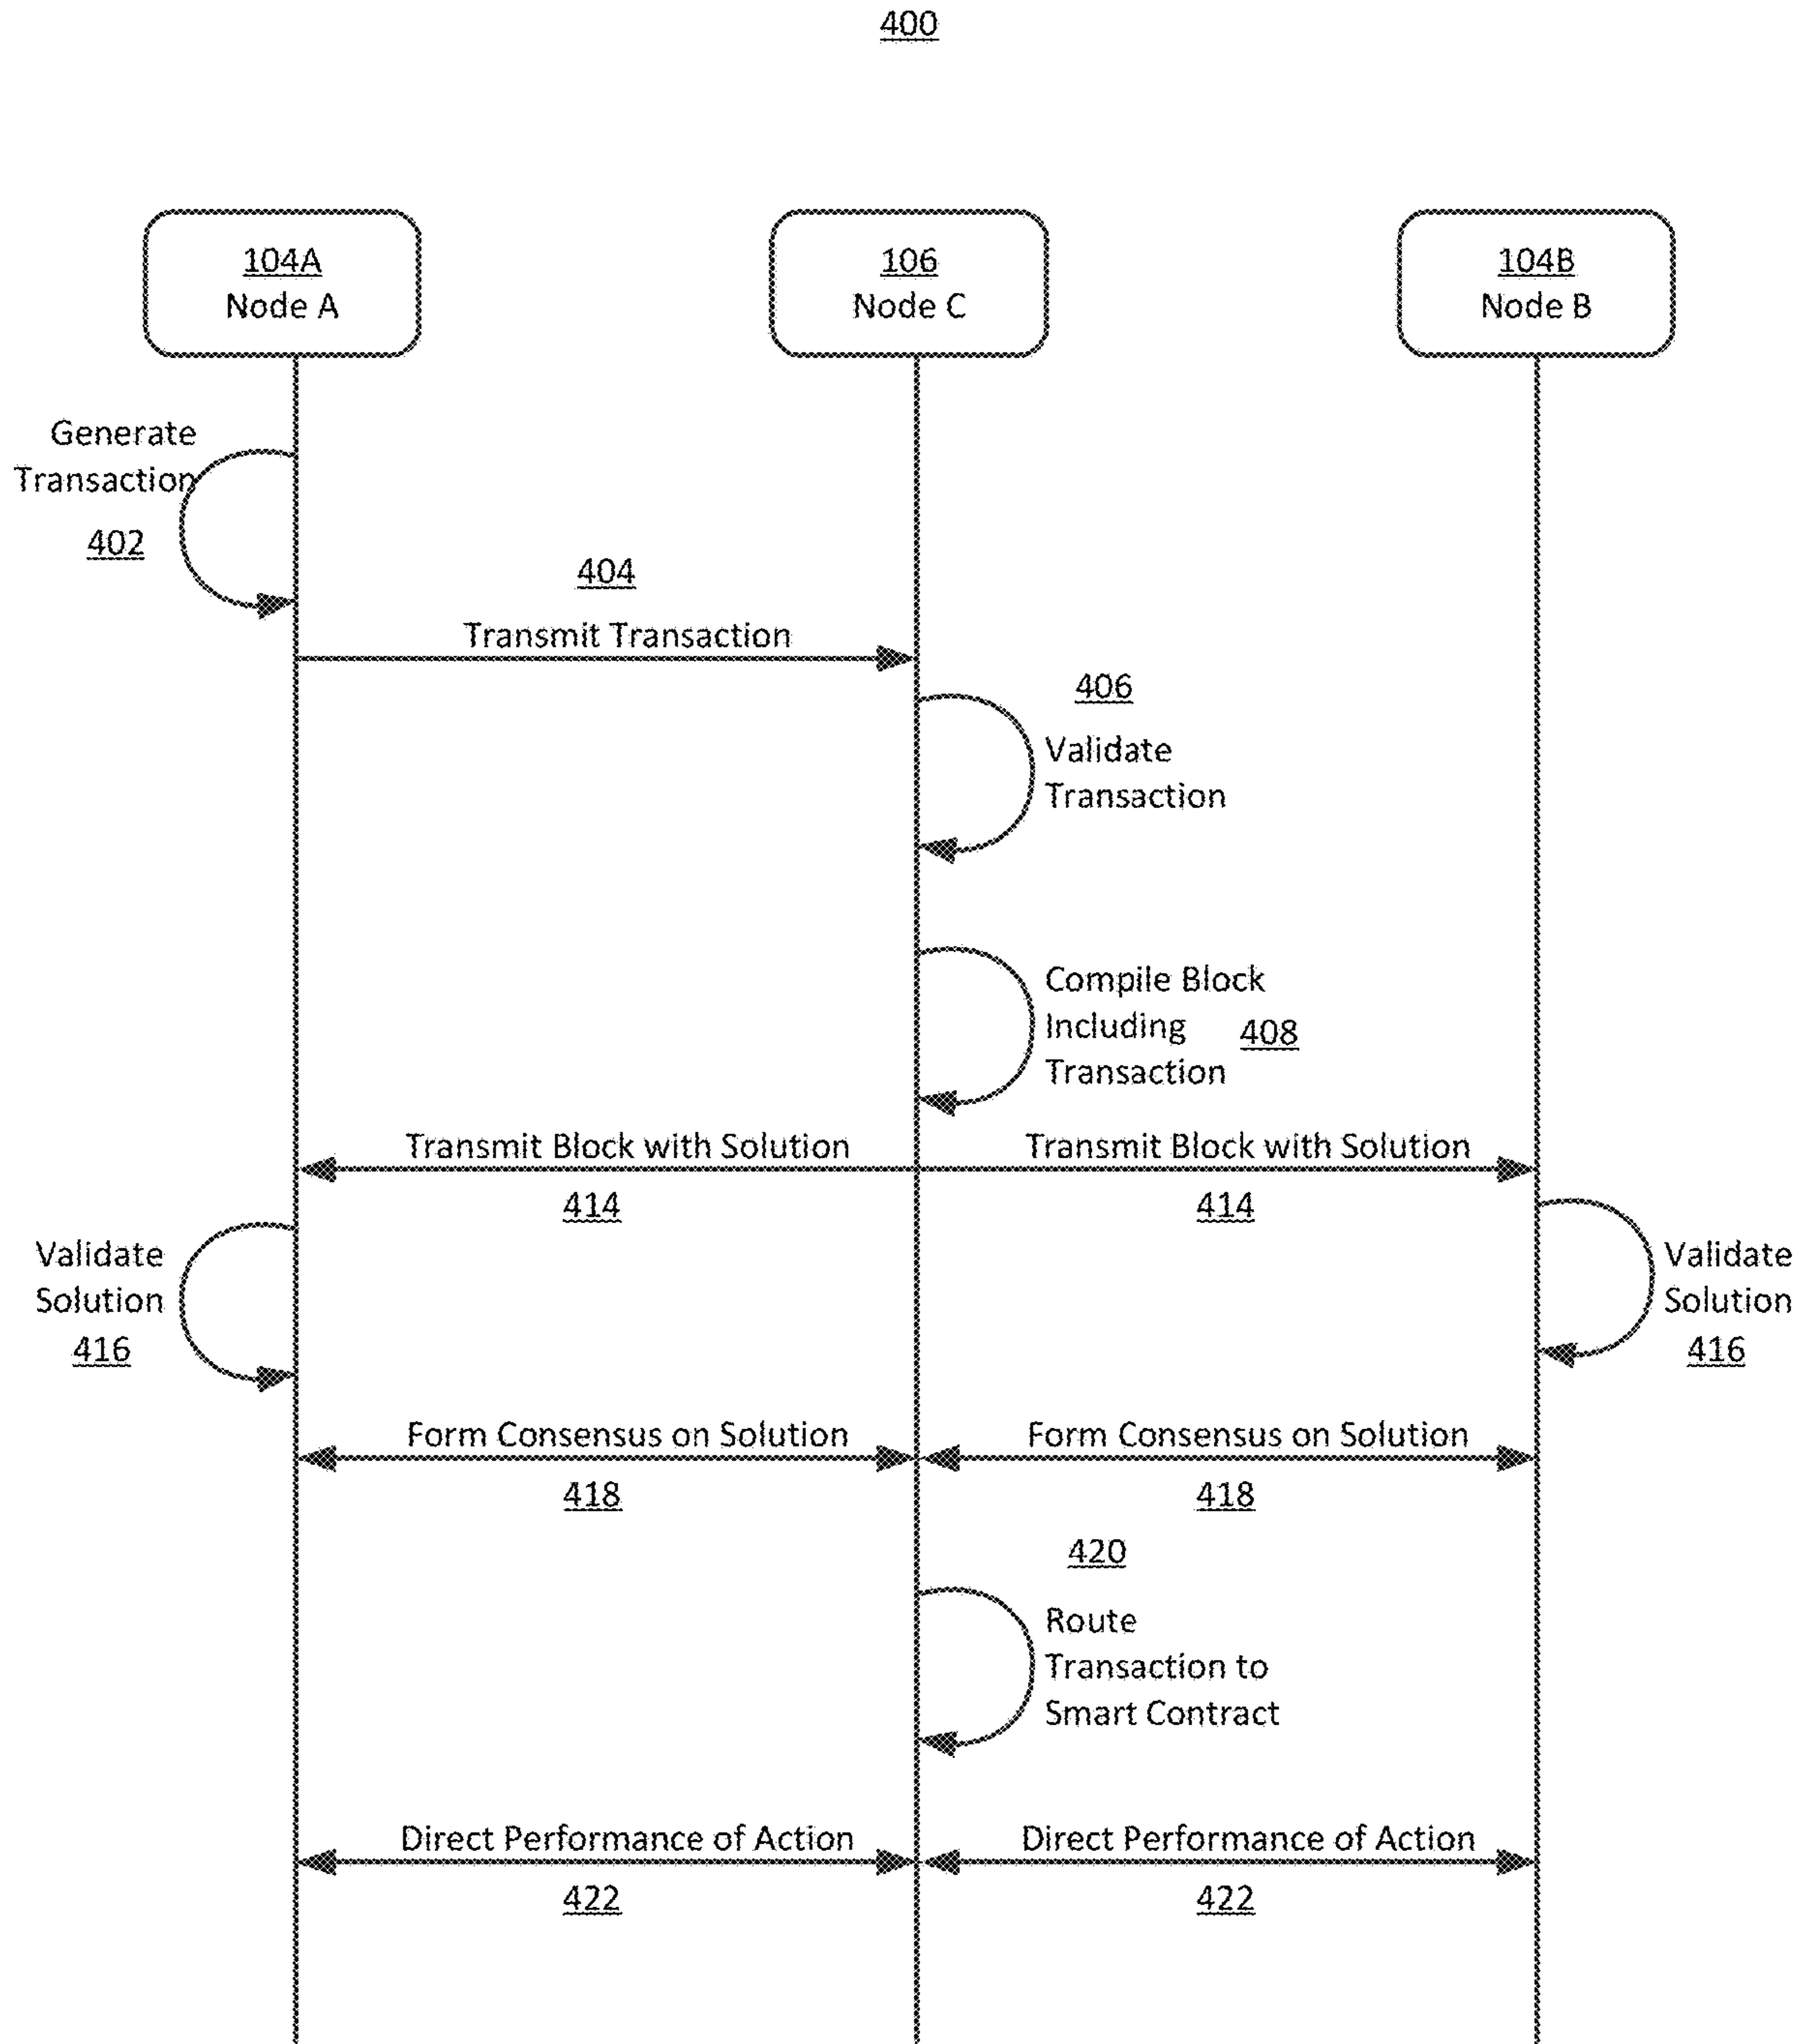 400
104A
Node A
106
Node C
104B
Node B
Generate
Transaction
402
404
Transmit Transaction
406
Validate
Transaction
Compile Block
Including
408
Transaction
Transmit Block with Solution
Transmit Block with Solution
414
414
Validate
Solution
416
Validate
Solution
416
Form Consensus on Solution
Form Consensus on Solution
418
418
420
Route
Transaction to
Smart Contract
Direct Performance of Action
Direct Performance of Action
422
422